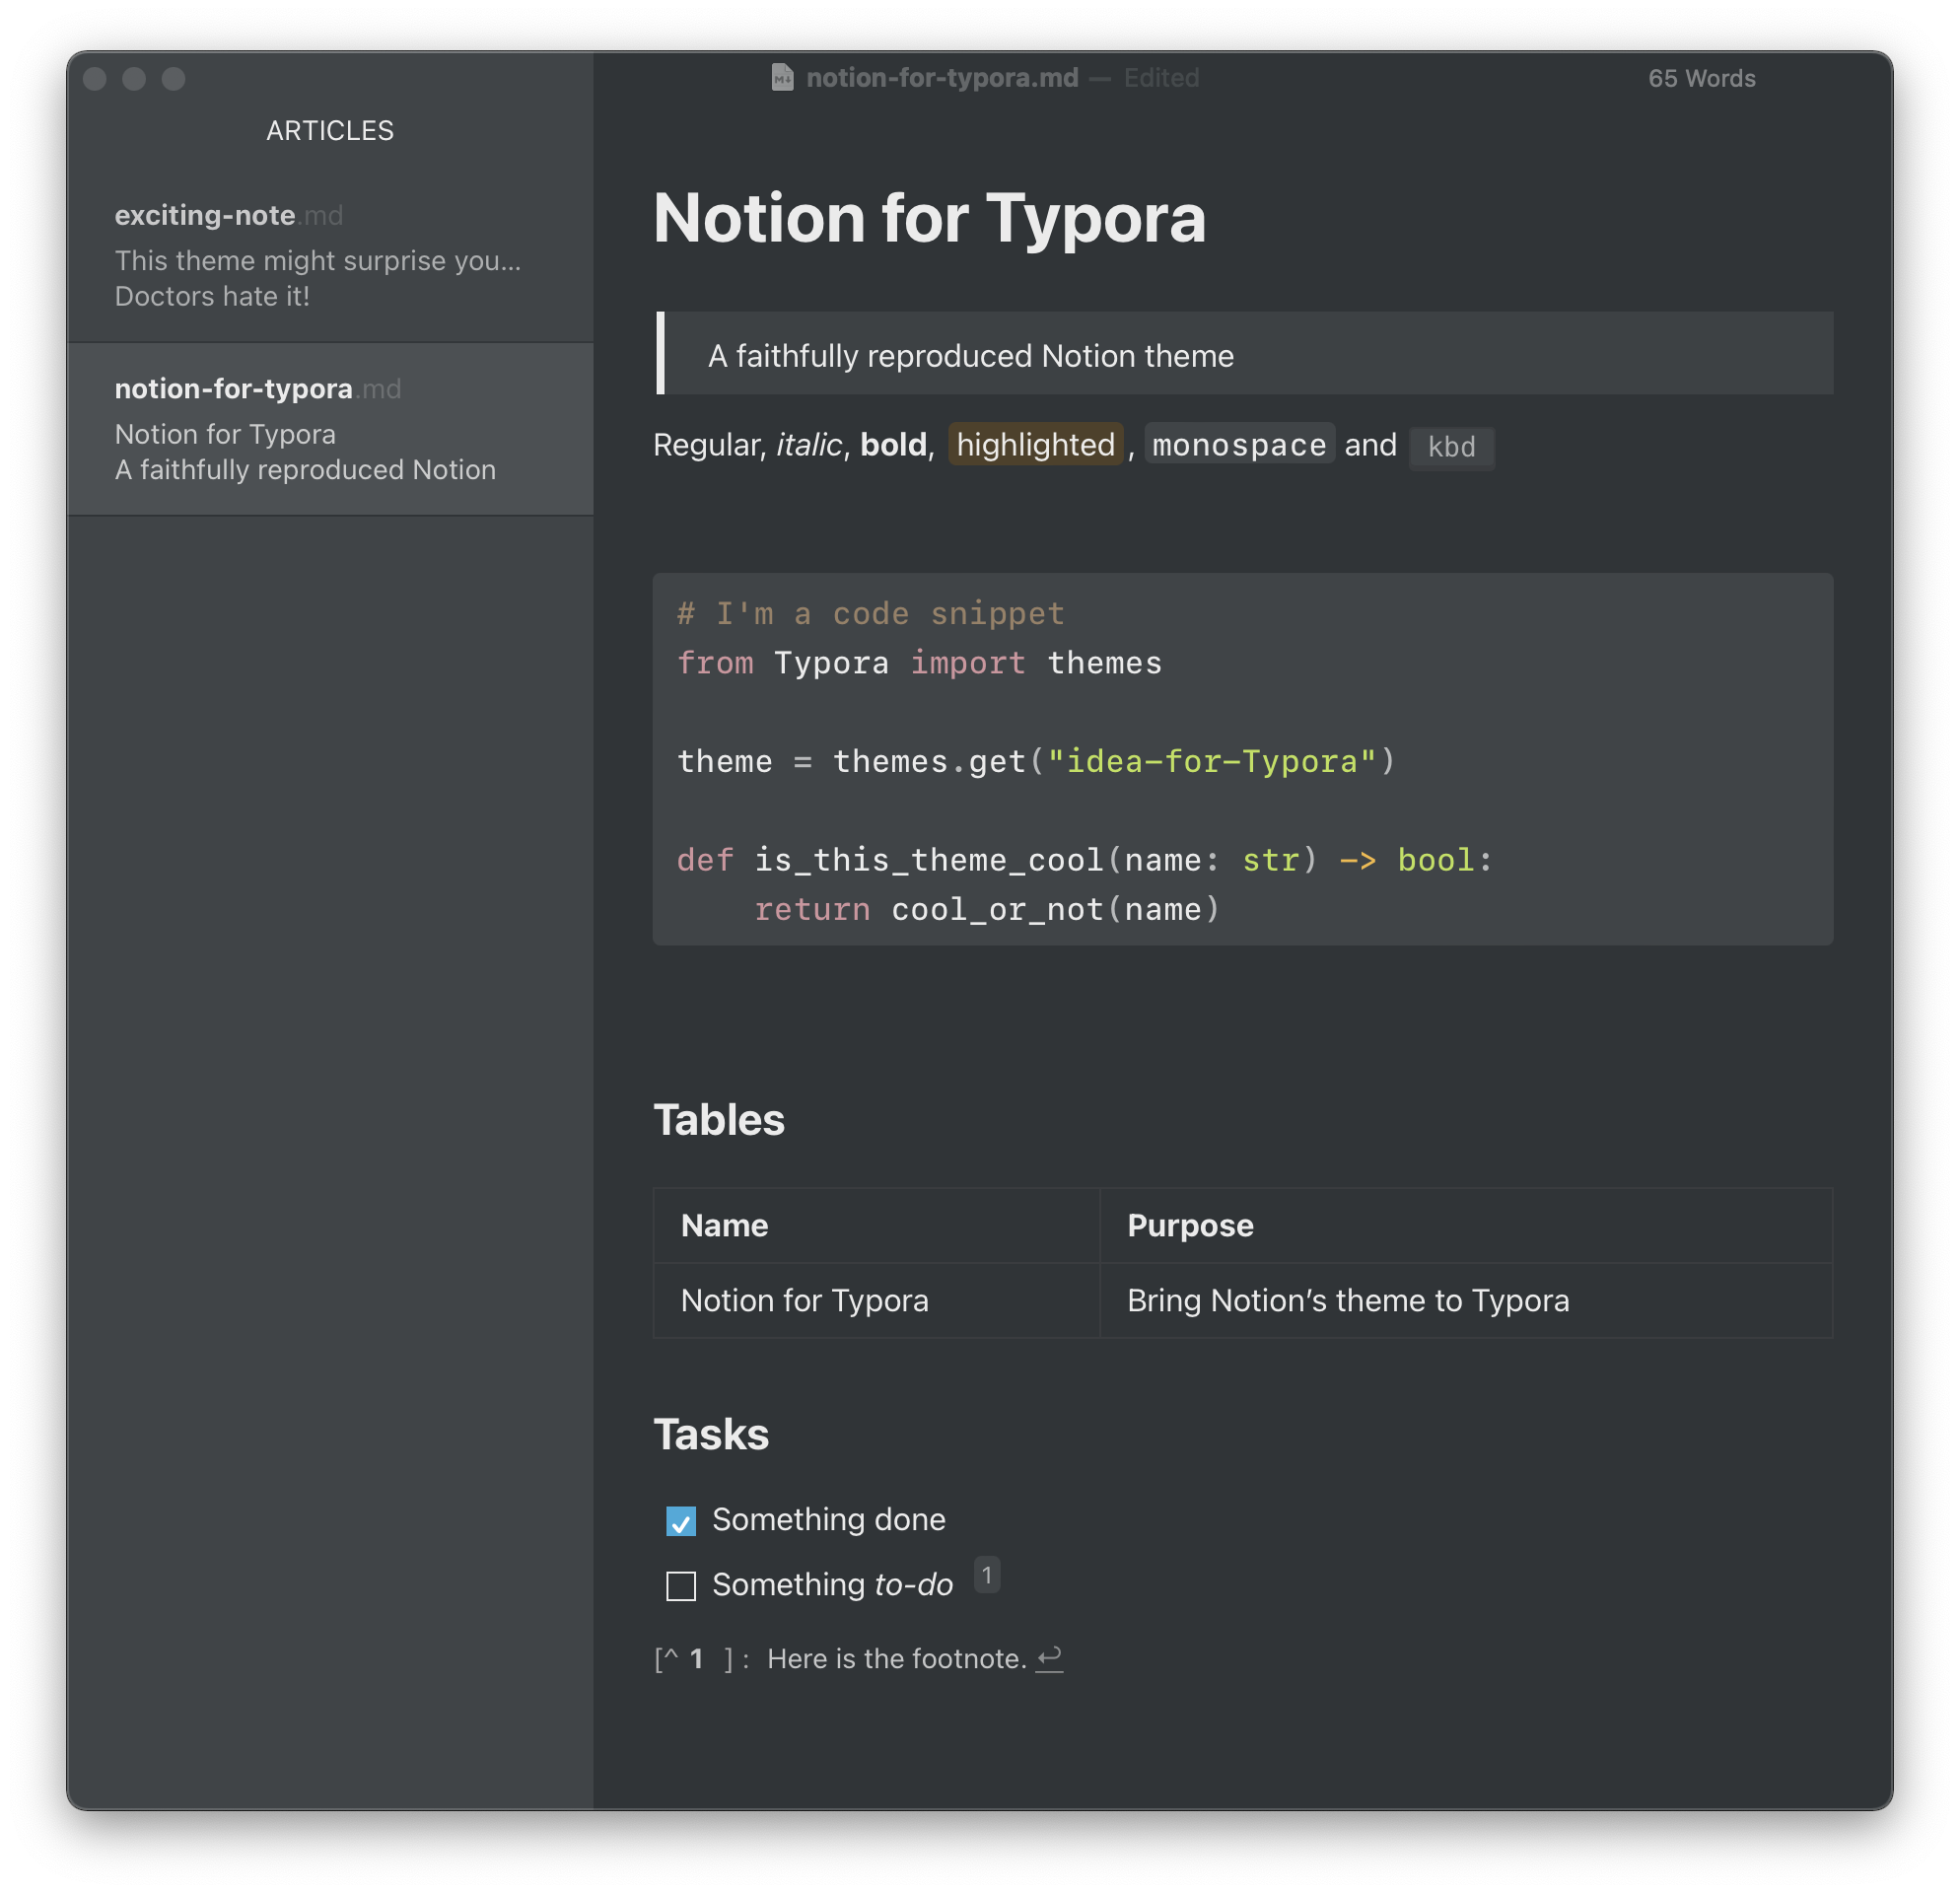 ARTICLES
exciting-note.md
This theme might surprise you...
Doctors hate it!
notion-for-typora.md
Notion for Typora
A faithfully reproduced Notion
notion-for-typora.md — Edited
65 Words
Notion for Typora
A faithfully reproduced Notion theme
Regular, italic, bold, highlighted, monospace and kbd
# I'm a code snippet
from Typora import themes
theme = themes.get("idea-for-Typora")
def is_this_theme_cool(name: str) -> bool:
    return cool_or_not(name)
Tables
Name Purpose
Notion for Typora Bring Notion’s theme to Typora
Tasks
Something done
Something to-do 1
[^ 1 ] : Here is the footnote. ↩